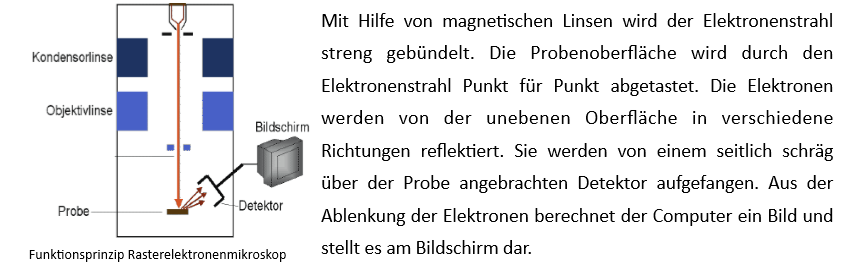 Kondensorlinse
Objektivlinse
Bildschirm
Detektor
Probe
Funktionsprinzip Rasterelektronenmikroskop
Mit Hilfe von magnetischen Linsen wird der Elektronenstrahl
streng gebündelt. Die Probenoberfläche wird durch den
Elektronenstrahl Punkt für Punkt abgetastet. Die Elektronen
werden von der unebenen Oberfläche in verschiedene
Richtungen reflektiert. Sie werden von einem seitlich schräg
über der Probe angebrachten Detektor aufgefangen. Aus der
Ablenkung der Elektronen berechnet der Computer ein Bild und
stellt es am Bildschirm dar.